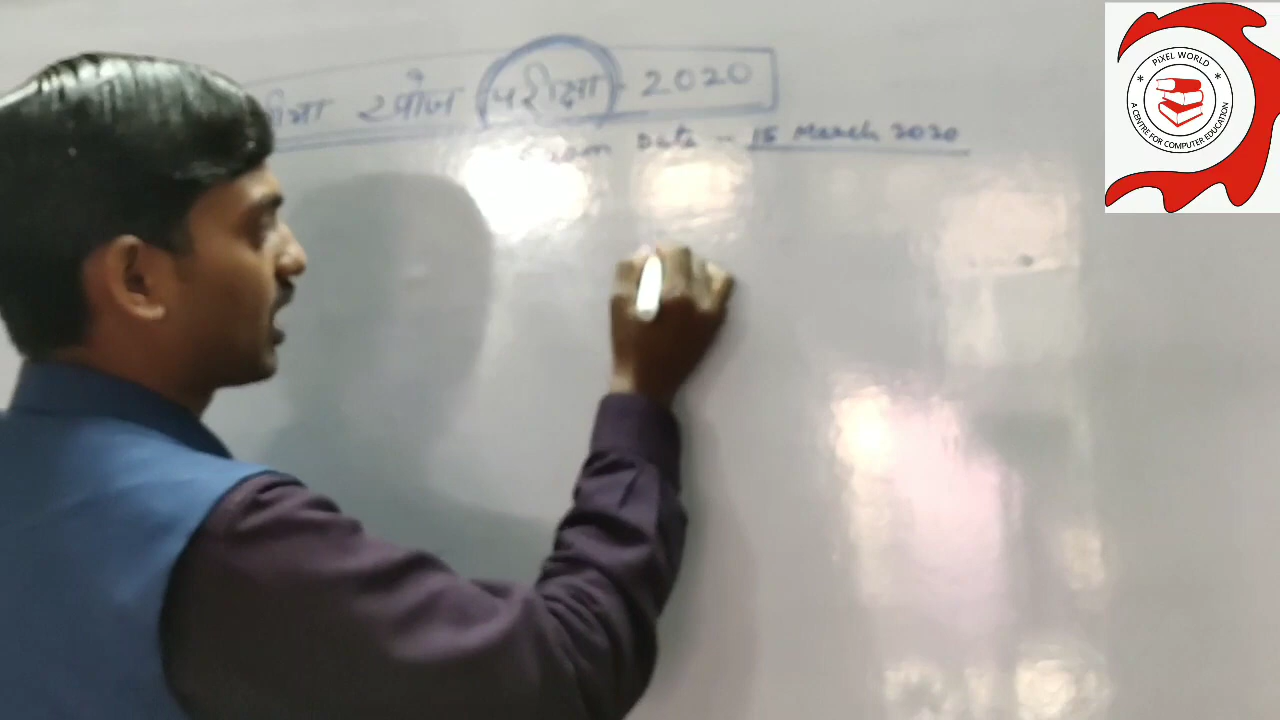 खोज परीक्षा - 2020
Exam Date - 15 March 2020
PIXEL WORLD
A CENTRE FOR COMPUTER EDUCATION